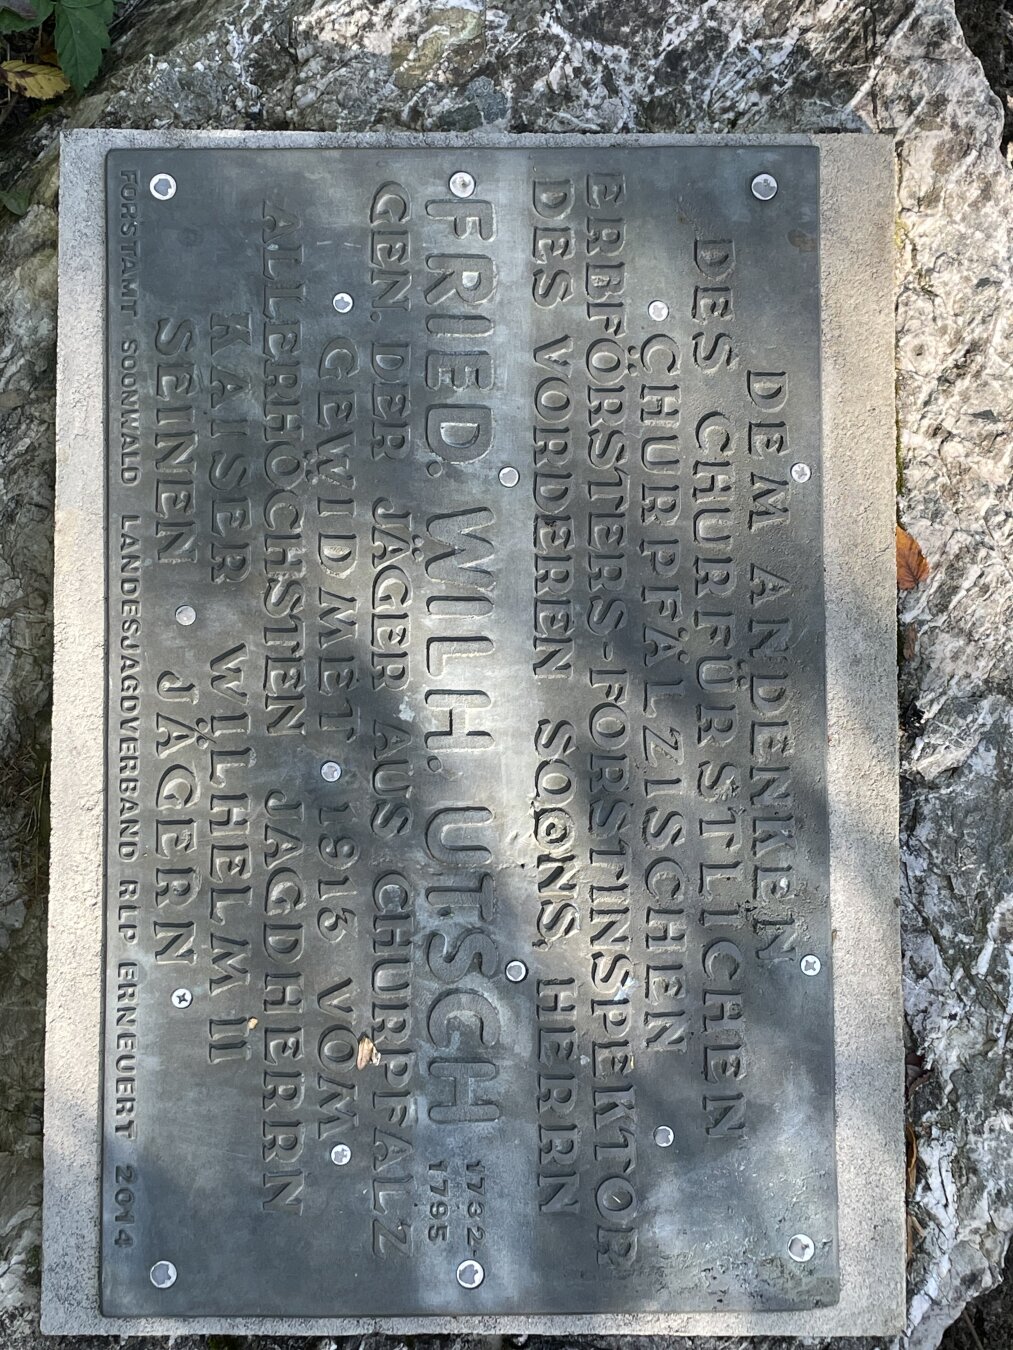 DEM ANDENKEN
DES CHURFÜRSTLICHEN
CHURPFÄLZISCHEN
ERBFÖRSTERS-FORSTINSPEKTOR
DES VORDEREN SOONS, HERRN
FRIED. WILH. UTSCH 1732-1795
GEN. DER JÄGER AUS CHURPFALZ
GEWIDMET 1913 VOM
ALLERHÖCHSTEN JAGDHERRN
KAISER WILHELM II
SEINEN JÄGERN
FORSTAMT SOONWALD LANDESJAGDVERBAND RLP ERNEUERT 2014